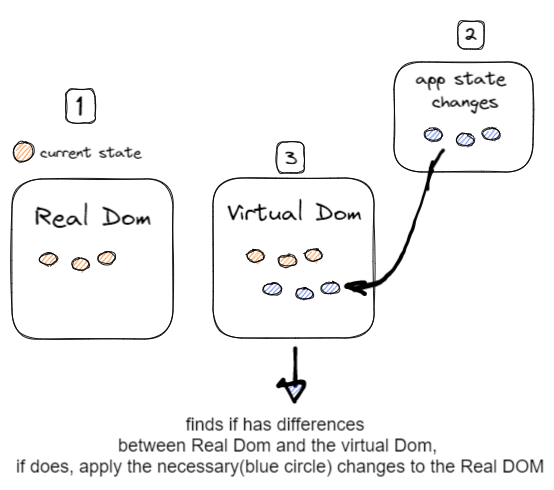 1
current state
Real Dom
2
app state
changes
3
Virtual Dom
finds if has differences
between Real Dom and the virtual Dom,
if does, apply the necessary(blue circle) changes to the Real DOM